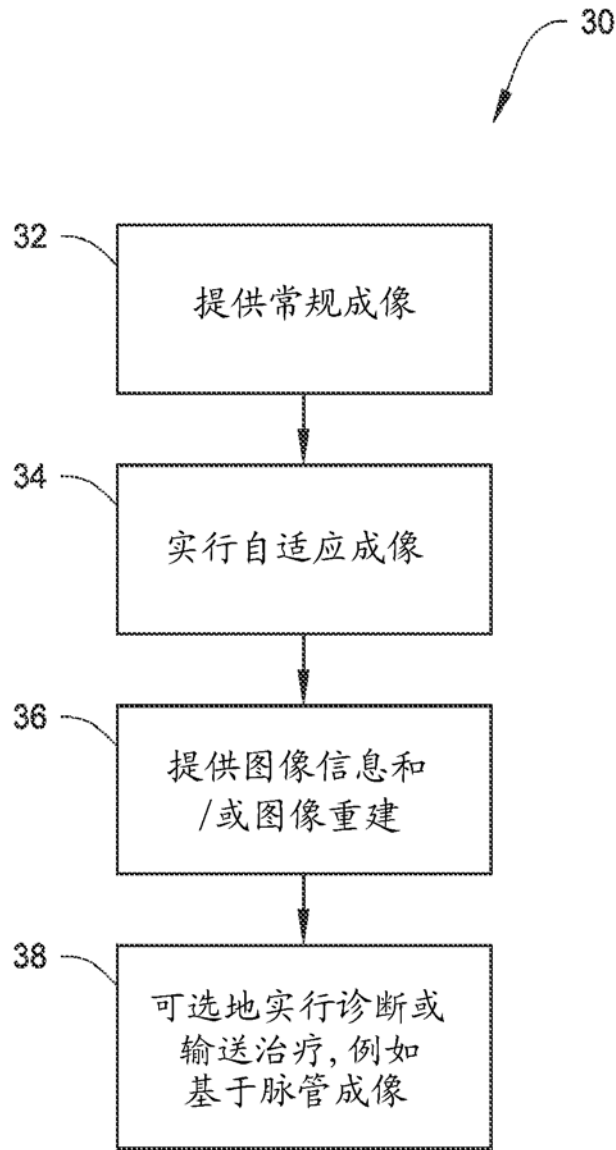 30
32
提供常规成像
34
实行自适应成像
36
提供图像信息和
/或图像重建
38
可选地实行诊断或
输送治疗, 例如
基于脉管成像